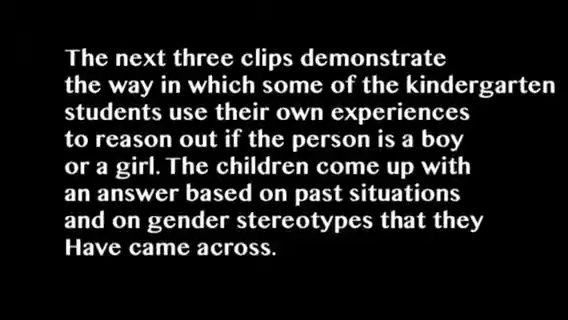 The next three clips demonstrate
the way in which some of the kindergarten
students use their own experiences
to reason out if the person is a boy
or a girl. The children come up with
an answer based on past situations
and on gender stereotypes that they
Have came across.